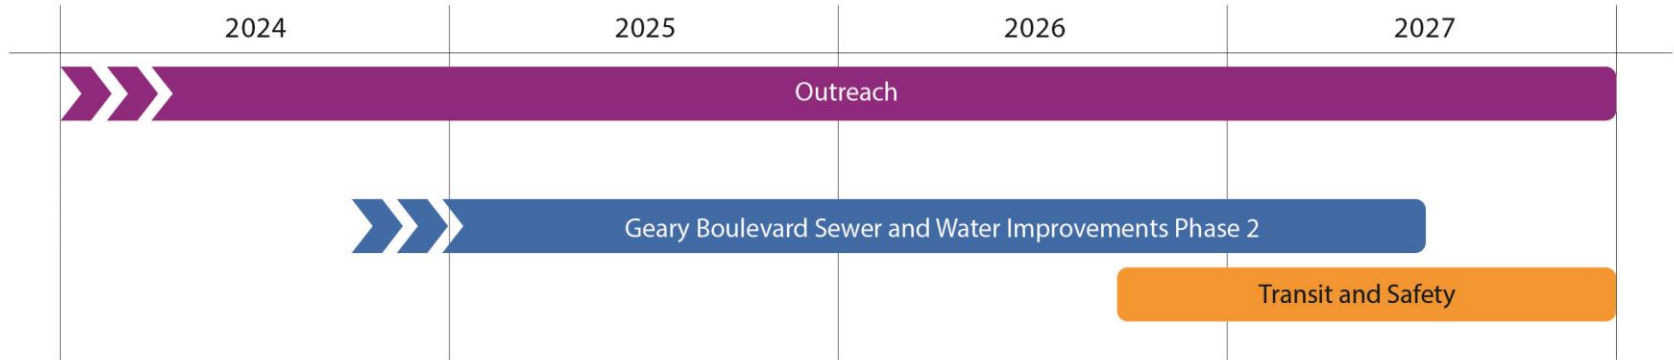 2024 2025 2026 2027
Outreach
Geary Boulevard Sewer and Water Improvements Phase 2
Transit and Safety